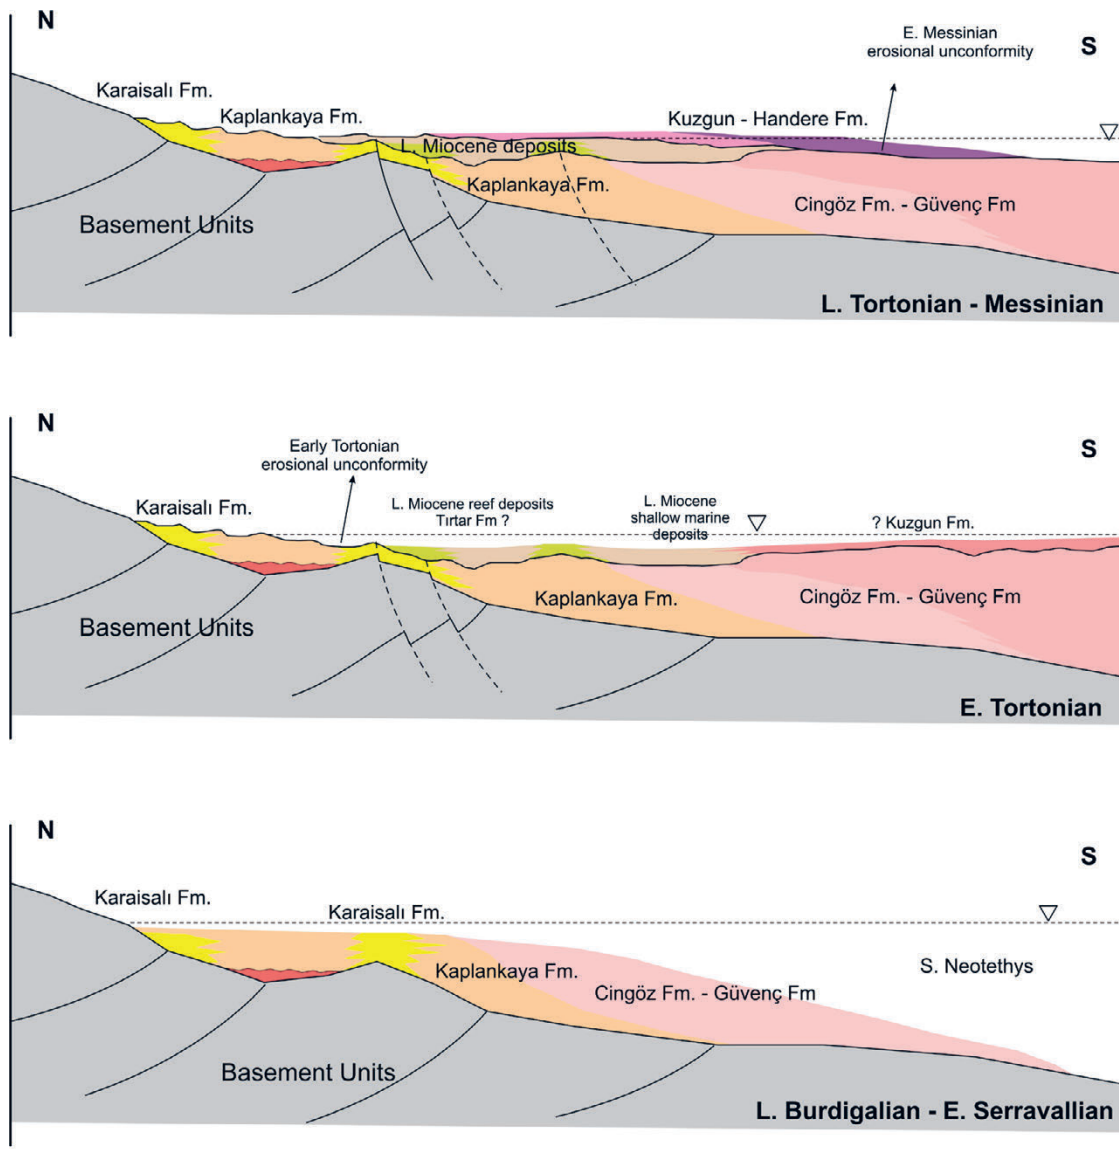 N
S
E. Messinian
erosional unconformity
Karaisalı Fm.
Kaplankaya Fm.
Kuzgun - Handere Fm.
L. Miocene deposits
Kaplankaya Fm.
Cingöz Fm. - Güvenç Fm
Basement Units
L. Tortonian - Messinian
N
S
Early Tortonian
erosional unconformity
Karaisalı Fm.
L. Miocene reef deposits
Tırtar Fm ?
L. Miocene
shallow marine
deposits
? Kuzgun Fm.
Kaplankaya Fm.
Cingöz Fm. - Güvenç Fm
Basement Units
E. Tortonian
N
S
Karaisalı Fm.
Karaisalı Fm.
Kaplankaya Fm.
S. Neotethys
Cingöz Fm. - Güvenç Fm
Basement Units
L. Burdigalian - E. Serravallian